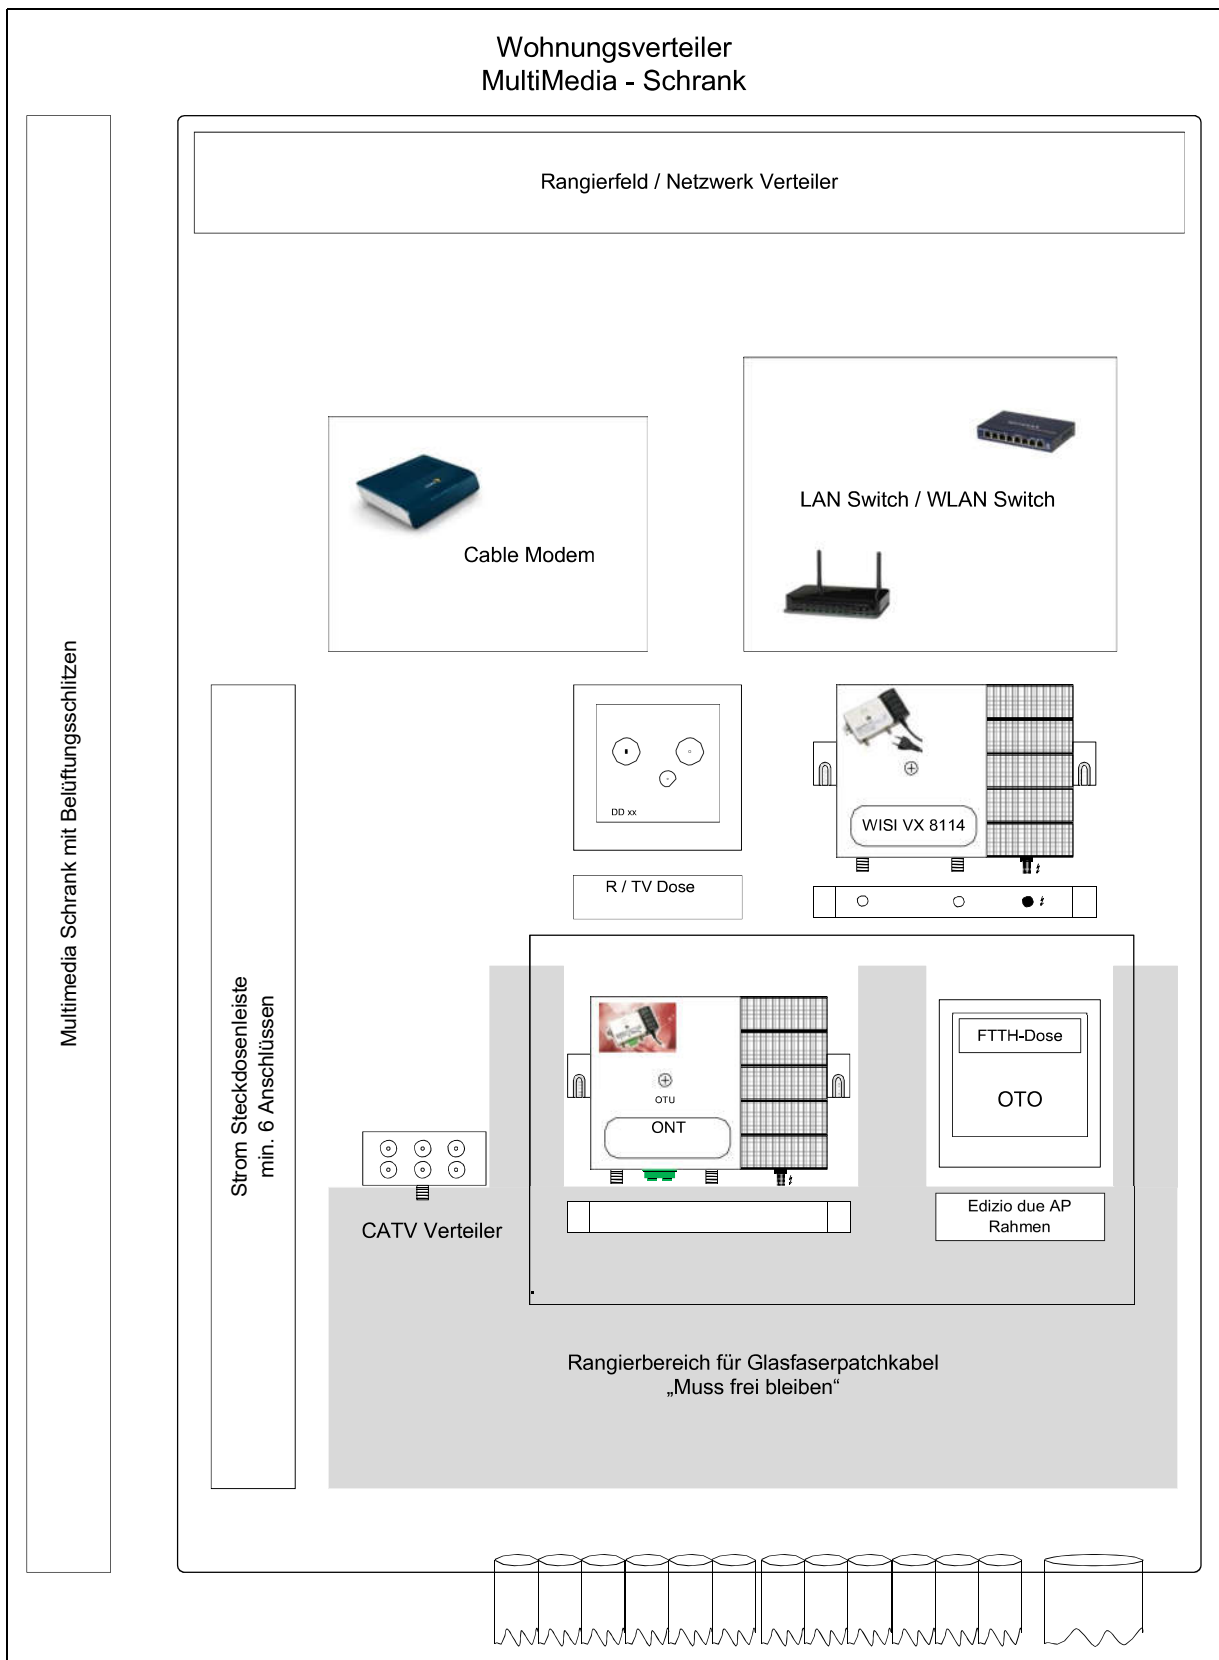 Wohnungsverteiler
MultiMedia - Schrank
Rangierfeld / Netzwerk Verteiler
LAN Switch / WLAN Switch
Cable Modem
Multimedia Schrank mit Belüftungsschlitzen
Strom Steckdosenleiste
min. 6 Anschlüssen
DD xx
WISI VX 8114
R / TV Dose
FTTH-Dose
OTO
OTU
ONT
Edizio due AP
Rahmen
CATV Verteiler
Rangierbereich für Glasfaserpatchkabel
„Muss frei bleiben“